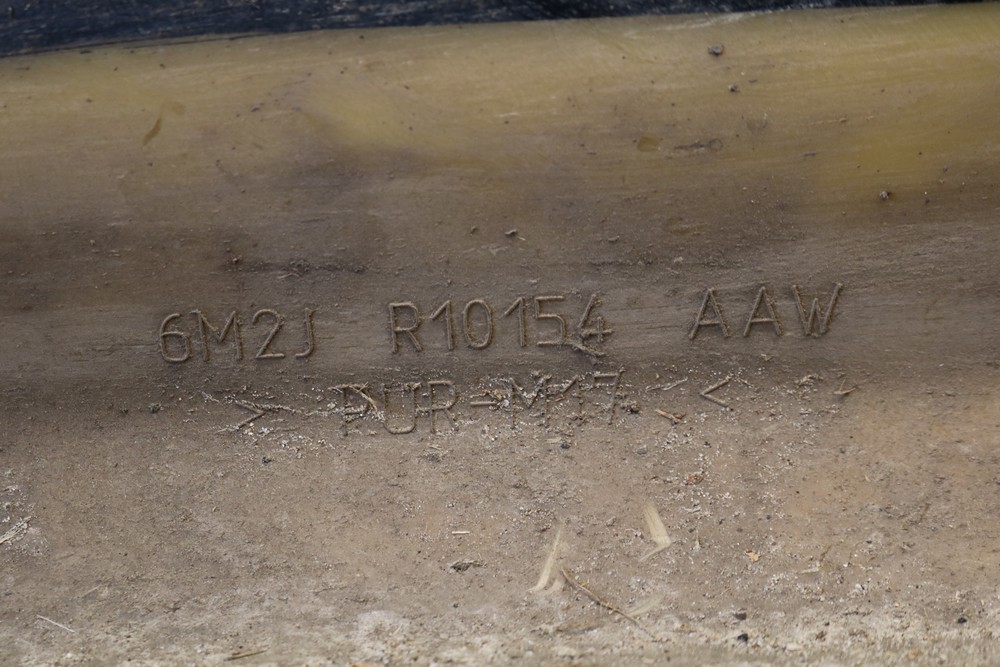 6M2J R10154 AAW
> PUR-M17 <